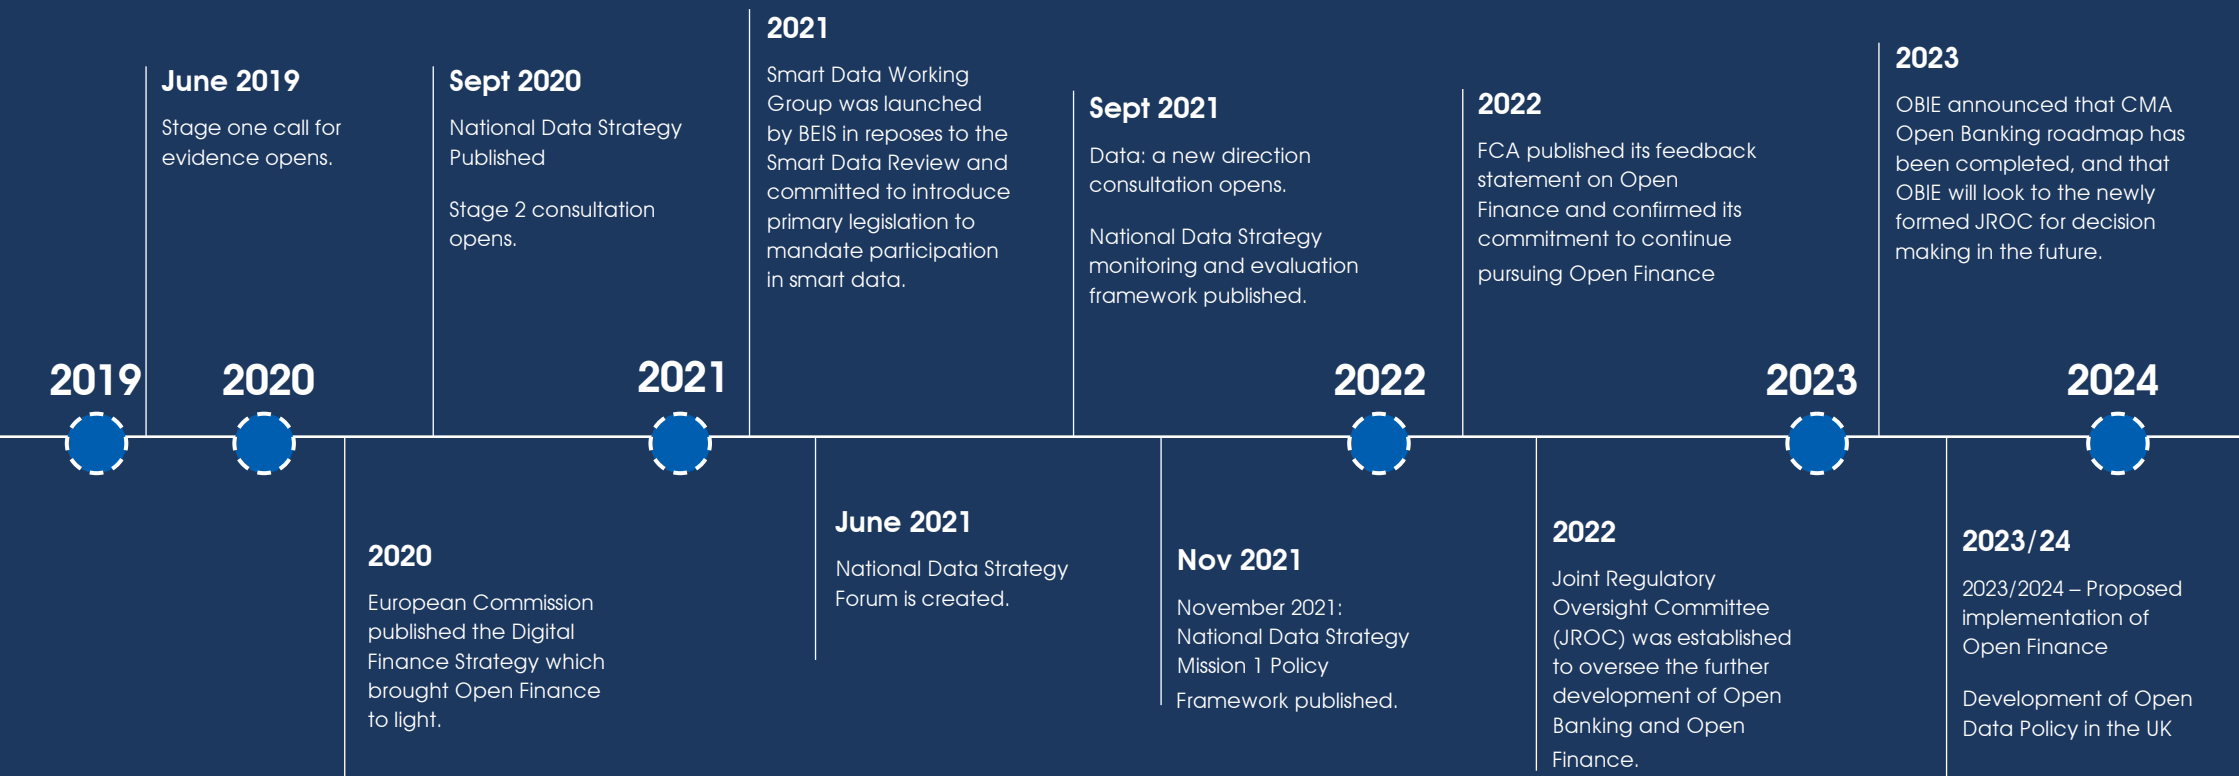 June 2019
Stage one call for
evidence opens.
Sept 2020
National Data Strategy
Published
Stage 2 consultation
opens.
2021
Smart Data Working
Group was launched
by BEIS in reposes to the
Smart Data Review and
committed to introduce
primary legislation to
mandate participation
in smart data.
Sept 2021
Data: a new direction
consultation opens.
National Data Strategy
monitoring and evaluation
framework published.
2022
FCA published its feedback
statement on Open
Finance and confirmed its
commitment to continue
pursuing Open Finance
2023
OBIE announced that CMA
Open Banking roadmap has
been completed, and that
OBIE will look to the newly
formed JROC for decision
making in the future.
2019
2020
2021
2022
2023
2024
2020
European Commission
published the Digital
Finance Strategy which
brought Open Finance
to light.
June 2021
National Data Strategy
Forum is created.
Nov 2021
November 2021:
National Data Strategy
Mission 1 Policy
Framework published.
2022
Joint Regulatory
Oversight Committee
(JROC) was established
to oversee the further
development of Open
Banking and Open
Finance.
2023/24
2023/2024 – Proposed
implementation of
Open Finance
Development of Open
Data Policy in the UK